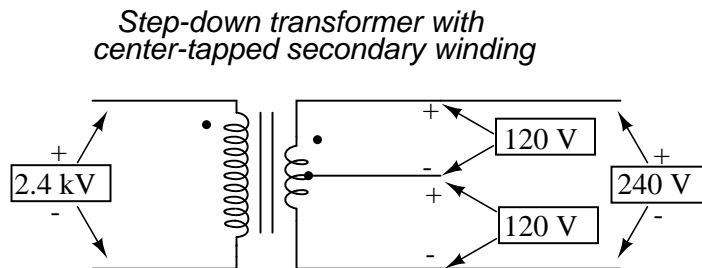 Step-down transformer with
center-tapped secondary winding
+
2.4 kV
-
+
120 V
-
+
120 V
-
+
240 V
-